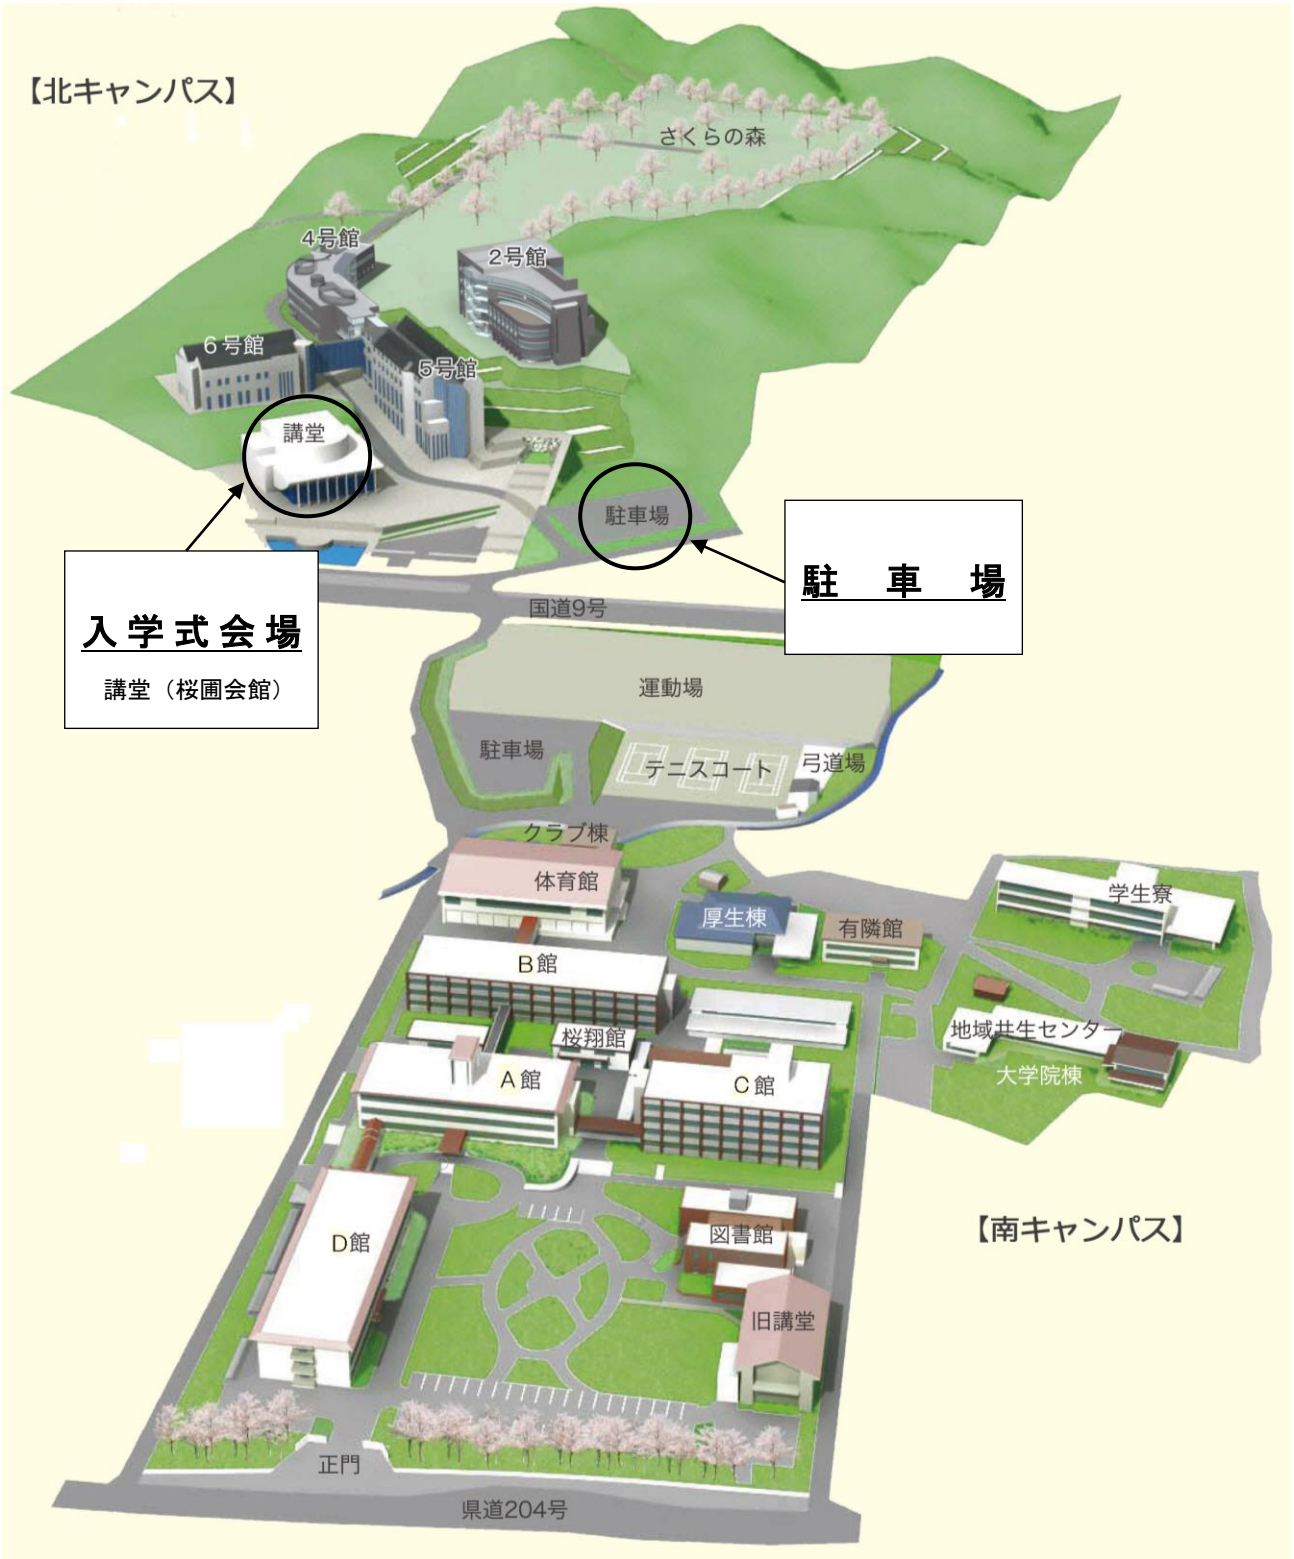 【北キャンパス】
さくらの森
4号館
2号館
6号館
5号館
講堂
駐車場
駐車場
入学式会場
講堂（桜圃会館）
国道9号
運動場
駐車場
テニスコート
弓道場
クラブ棟
体育館
学生寮
厚生棟
有隣館
B館
桜翔館
地域共生センター
大学院棟
A館
C館
【南キャンパス】
図書館
D館
旧講堂
正門
県道204号